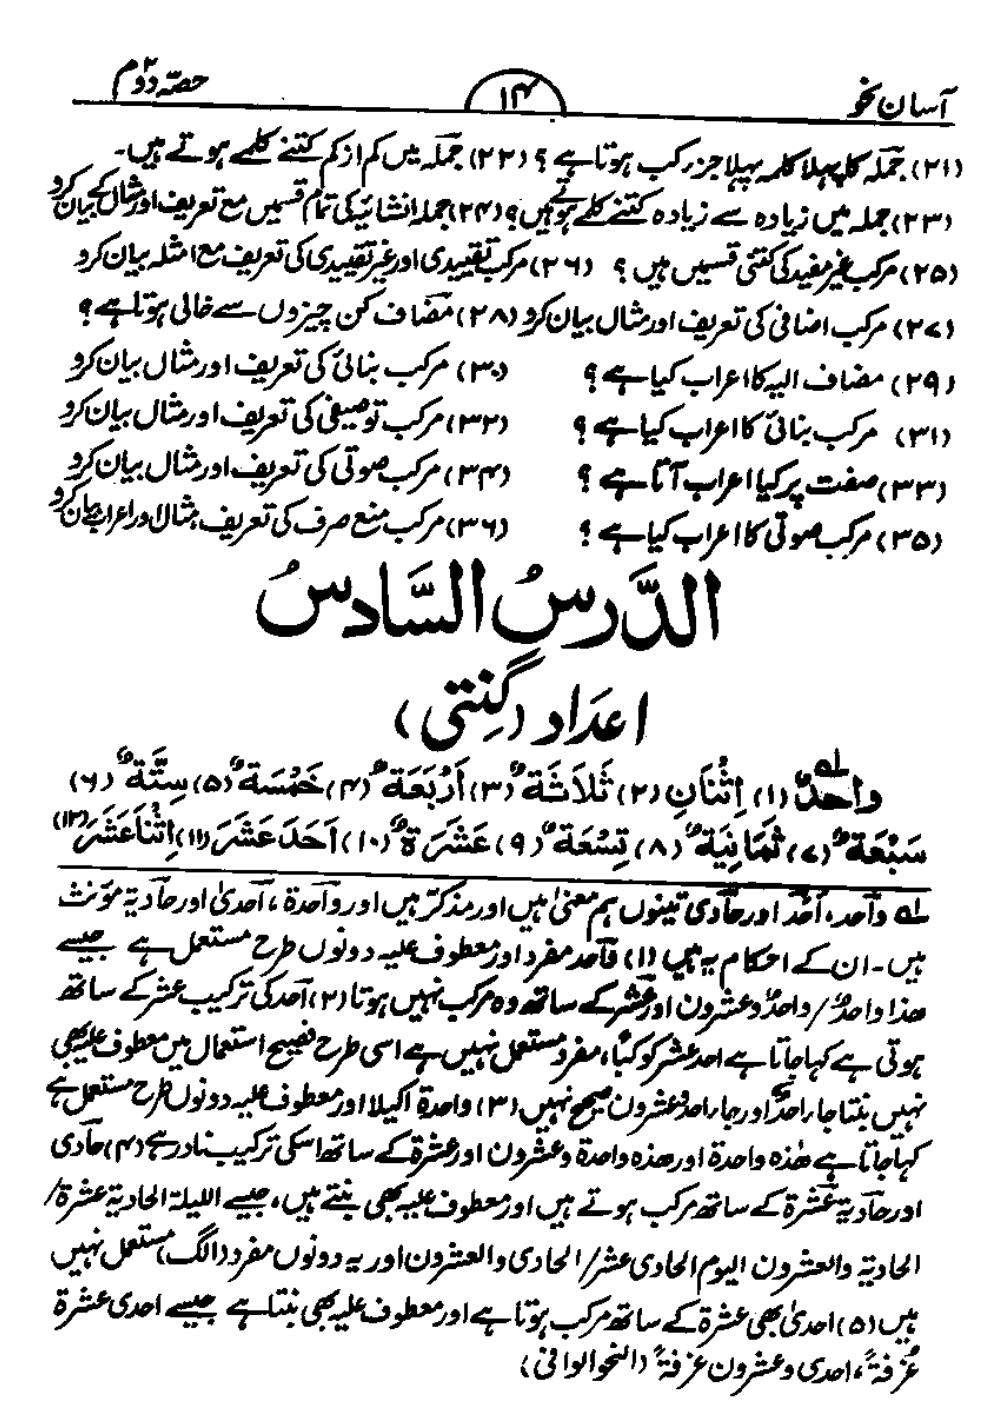 آسان نحو ۱۴ حصّہ دوم
(۲۱) جملہ کا پہلا کلمہ پہلا جز مرکب ہوتا ہے ؟ (۲۲) جملہ میں کم از کم کتنے کلمے ہوتے ہیں۔
(۲۳) جملہ میں زیادہ سے زیادہ کتنے کلمے ہوتے ہیں؟ (۲۴) جملہ انشائیہ کی تمام قسمیں مع تعریف اور مثال کے بیان کرو
(۲۵) مرکب غیر مفید کی کتنی قسمیں ہیں ؟ (۲۶) مرکب تقییدی اور غیر تقییدی کی تعریف مع امثلہ بیان کرو
(۲۷) مرکب اضافی کی تعریف اور مثال بیان کرو (۲۸) مضاف کن چیزوں سے خالی ہوتا ہے ؟
(۲۹) مضاف الیہ کا اعراب کیا ہے ؟ (۳۰) مرکب بنائی کی تعریف اور مثال بیان کرو
(۳۱) مرکب بنائی کا اعراب کیا ہے ؟ (۳۲) مرکب توصیفی کی تعریف اور مثال بیان کرو
(۳۳) صفت پر کیا اعراب آتا ہے ؟ (۳۴) مرکب صوتی کی تعریف اور مثال بیان کرو
(۳۵) مرکب صوتی کا اعراب کیا ہے ؟ (۳۶) مرکب منع صرف کی تعریف، مثال اور اعراب بیان کرو
الدَّرسُ السَّادسُ
اعدَاد (گِنتی)
واحدٌ لہ (۱) اِثْنَانِ (۲) ثَلَاثَةٌ (۳) اَرْبَعَةٌ (۴) خَمْسَةٌ (۵) سِتَّةٌ (۶)
سَبْعَةٌ (۷) ثَمَانِيَةٌ (۸) تِسْعَةٌ (۹) عَشَرَةٌ (۱۰) اَحَدَ عَشَرَ (۱۱) اِثْنَا عَشَرَ (۱۲)
لہ واحد، اَحَد اور حادی تینوں ہم معنیٰ ہیں اور مذکر ہیں اور واحدۃ، احدیٰ اور حادیۃ مؤنث
ہیں۔ ان کے احکام یہ ہیں (۱) واحد مفرد اور معطوف علیہ دونوں طرح مستعمل ہے جیسے
ھذا واحدٌ/ واحدٌ وعشرون اور عشر کے ساتھ وہ مرکب نہیں ہوتا (۲) احد کی ترکیب عشر کے ساتھ
ہوتی ہے کہا جاتا ہے احد عشر کوکبًا، مفرد مستعمل نہیں ہے اسی طرح فصیح استعمال میں معطوف علیہ بھی
نہیں بنتا جاء احدٌ اور جاء احدٌ وعشرون صحیح نہیں (۳) واحدۃ اکیلا اور معطوف علیہ دونوں طرح مستعمل ہے
کہا جاتا ہے ھذہ واحدۃ اور ھذہ واحدۃ وعشرون اور عشرۃ کے ساتھ اسکی ترکیب نادر ہے (۴) حادی
اور حادیۃ عشرۃ کے ساتھ مرکب ہوتے ہیں اور معطوف علیہ بھی بنتے ہیں، جیسے اللیلۃ الحادیۃ عشرۃ/
الحادیۃ والعشرون الیوم الحادی عشر/ الحادی والعشرون اور یہ دونوں مفرد (الگ) مستعمل نہیں
ہیں (۵) احدیٰ بھی عشرۃ کے ساتھ مرکب ہوتا ہے اور معطوف علیہ بھی بنتا ہے جیسے احدی عشرۃ
غُرفۃً، احدی وعشرون غرفۃً (النحو الوافی)